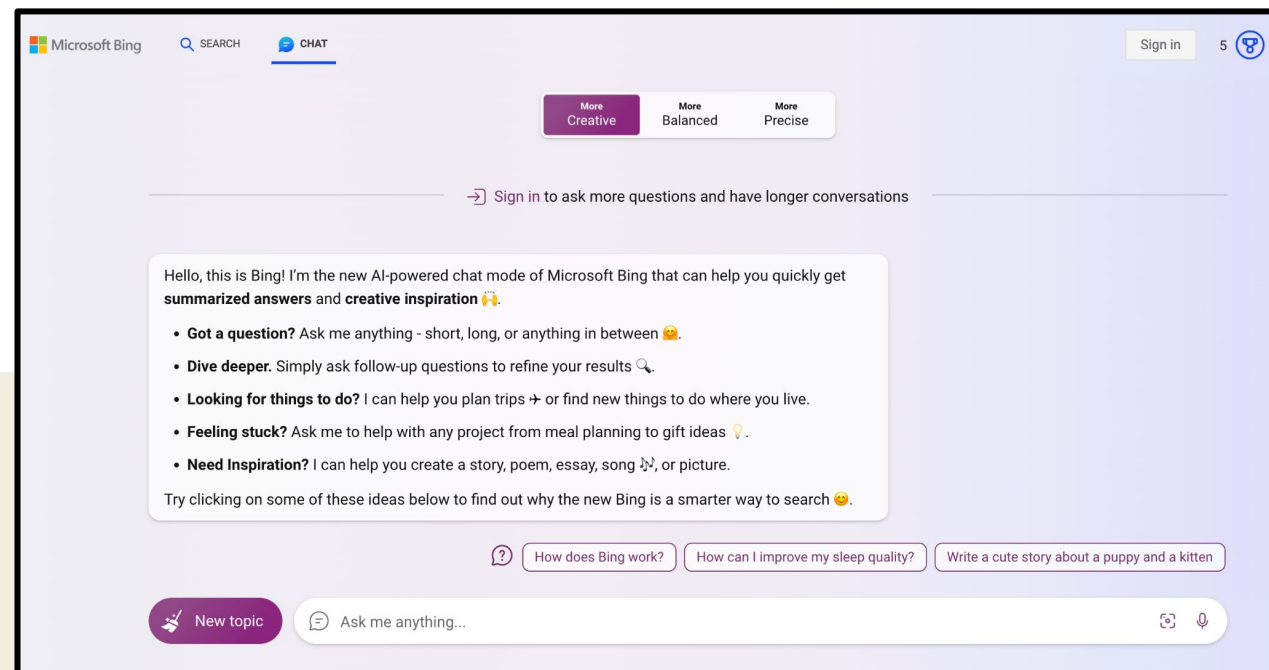 Microsoft Bing
SEARCH
CHAT
Sign in
5
More
Creative
More
Balanced
More
Precise
Sign in to ask more questions and have longer conversations
Hello, this is Bing! I'm the new AI-powered chat mode of Microsoft Bing that can help you quickly get
summarized answers and creative inspiration 🙌.
• Got a question? Ask me anything - short, long, or anything in between 🤗.
• Dive deeper. Simply ask follow-up questions to refine your results 🔍.
• Looking for things to do? I can help you plan trips ✈ or find new things to do where you live.
• Feeling stuck? Ask me to help with any project from meal planning to gift ideas 💡.
• Need Inspiration? I can help you create a story, poem, essay, song 🎶, or picture.
Try clicking on some of these ideas below to find out why the new Bing is a smarter way to search 😊.
How does Bing work?
How can I improve my sleep quality?
Write a cute story about a puppy and a kitten
New topic
Ask me anything...